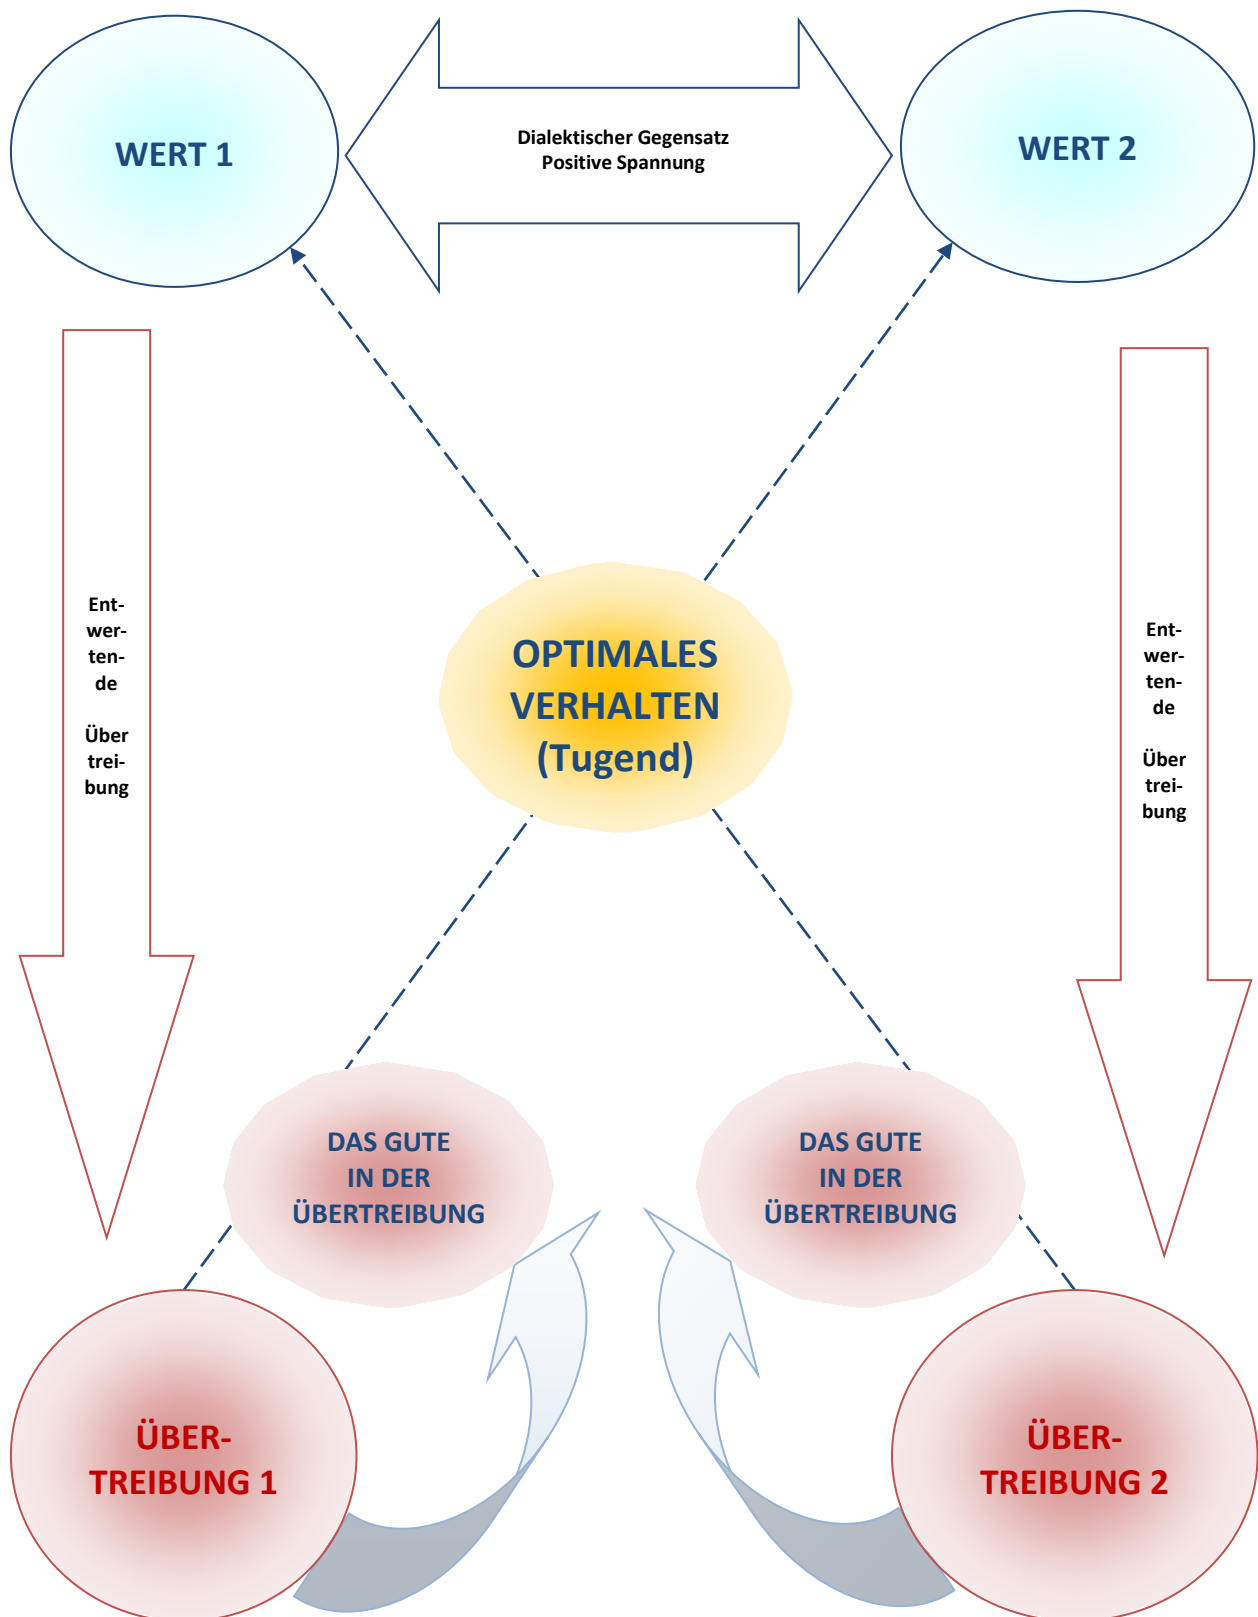 WERT 1
Dialektischer Gegensatz
Positive Spannung
WERT 2
Ent-
wer-
ten-
de
Über
trei-
bung
OPTIMALES
VERHALTEN
(Tugend)
Ent-
wer-
ten-
de
Über
trei-
bung
DAS GUTE
IN DER
ÜBERTREIBUNG
DAS GUTE
IN DER
ÜBERTREIBUNG
ÜBER-
TREIBUNG 1
ÜBER-
TREIBUNG 2